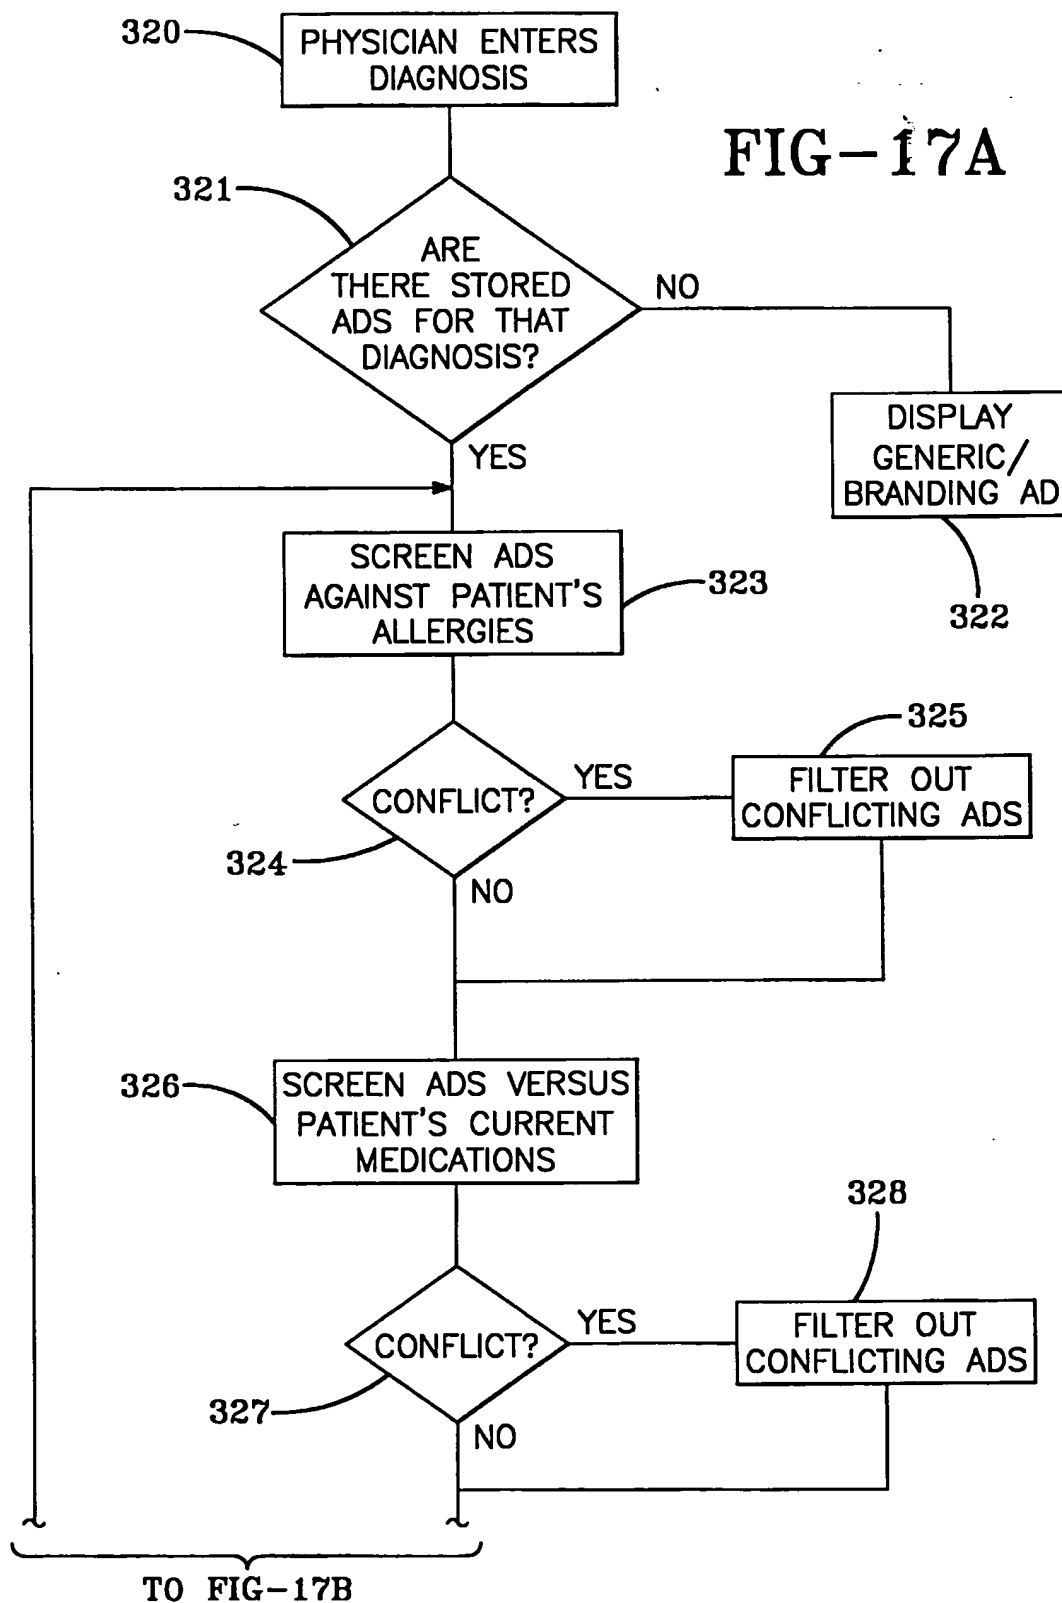 320
PHYSICIAN ENTERS
DIAGNOSIS
FIG-17A
321
ARE
THERE STORED
ADS FOR THAT
DIAGNOSIS?
NO
YES
DISPLAY
GENERIC/
BRANDING AD
322
SCREEN ADS
AGAINST PATIENT'S
ALLERGIES
323
325
CONFLICT?
YES
FILTER OUT
CONFLICTING ADS
324
NO
326
SCREEN ADS VERSUS
PATIENT'S CURRENT
MEDICATIONS
328
CONFLICT?
YES
FILTER OUT
CONFLICTING ADS
327
NO
TO FIG-17B